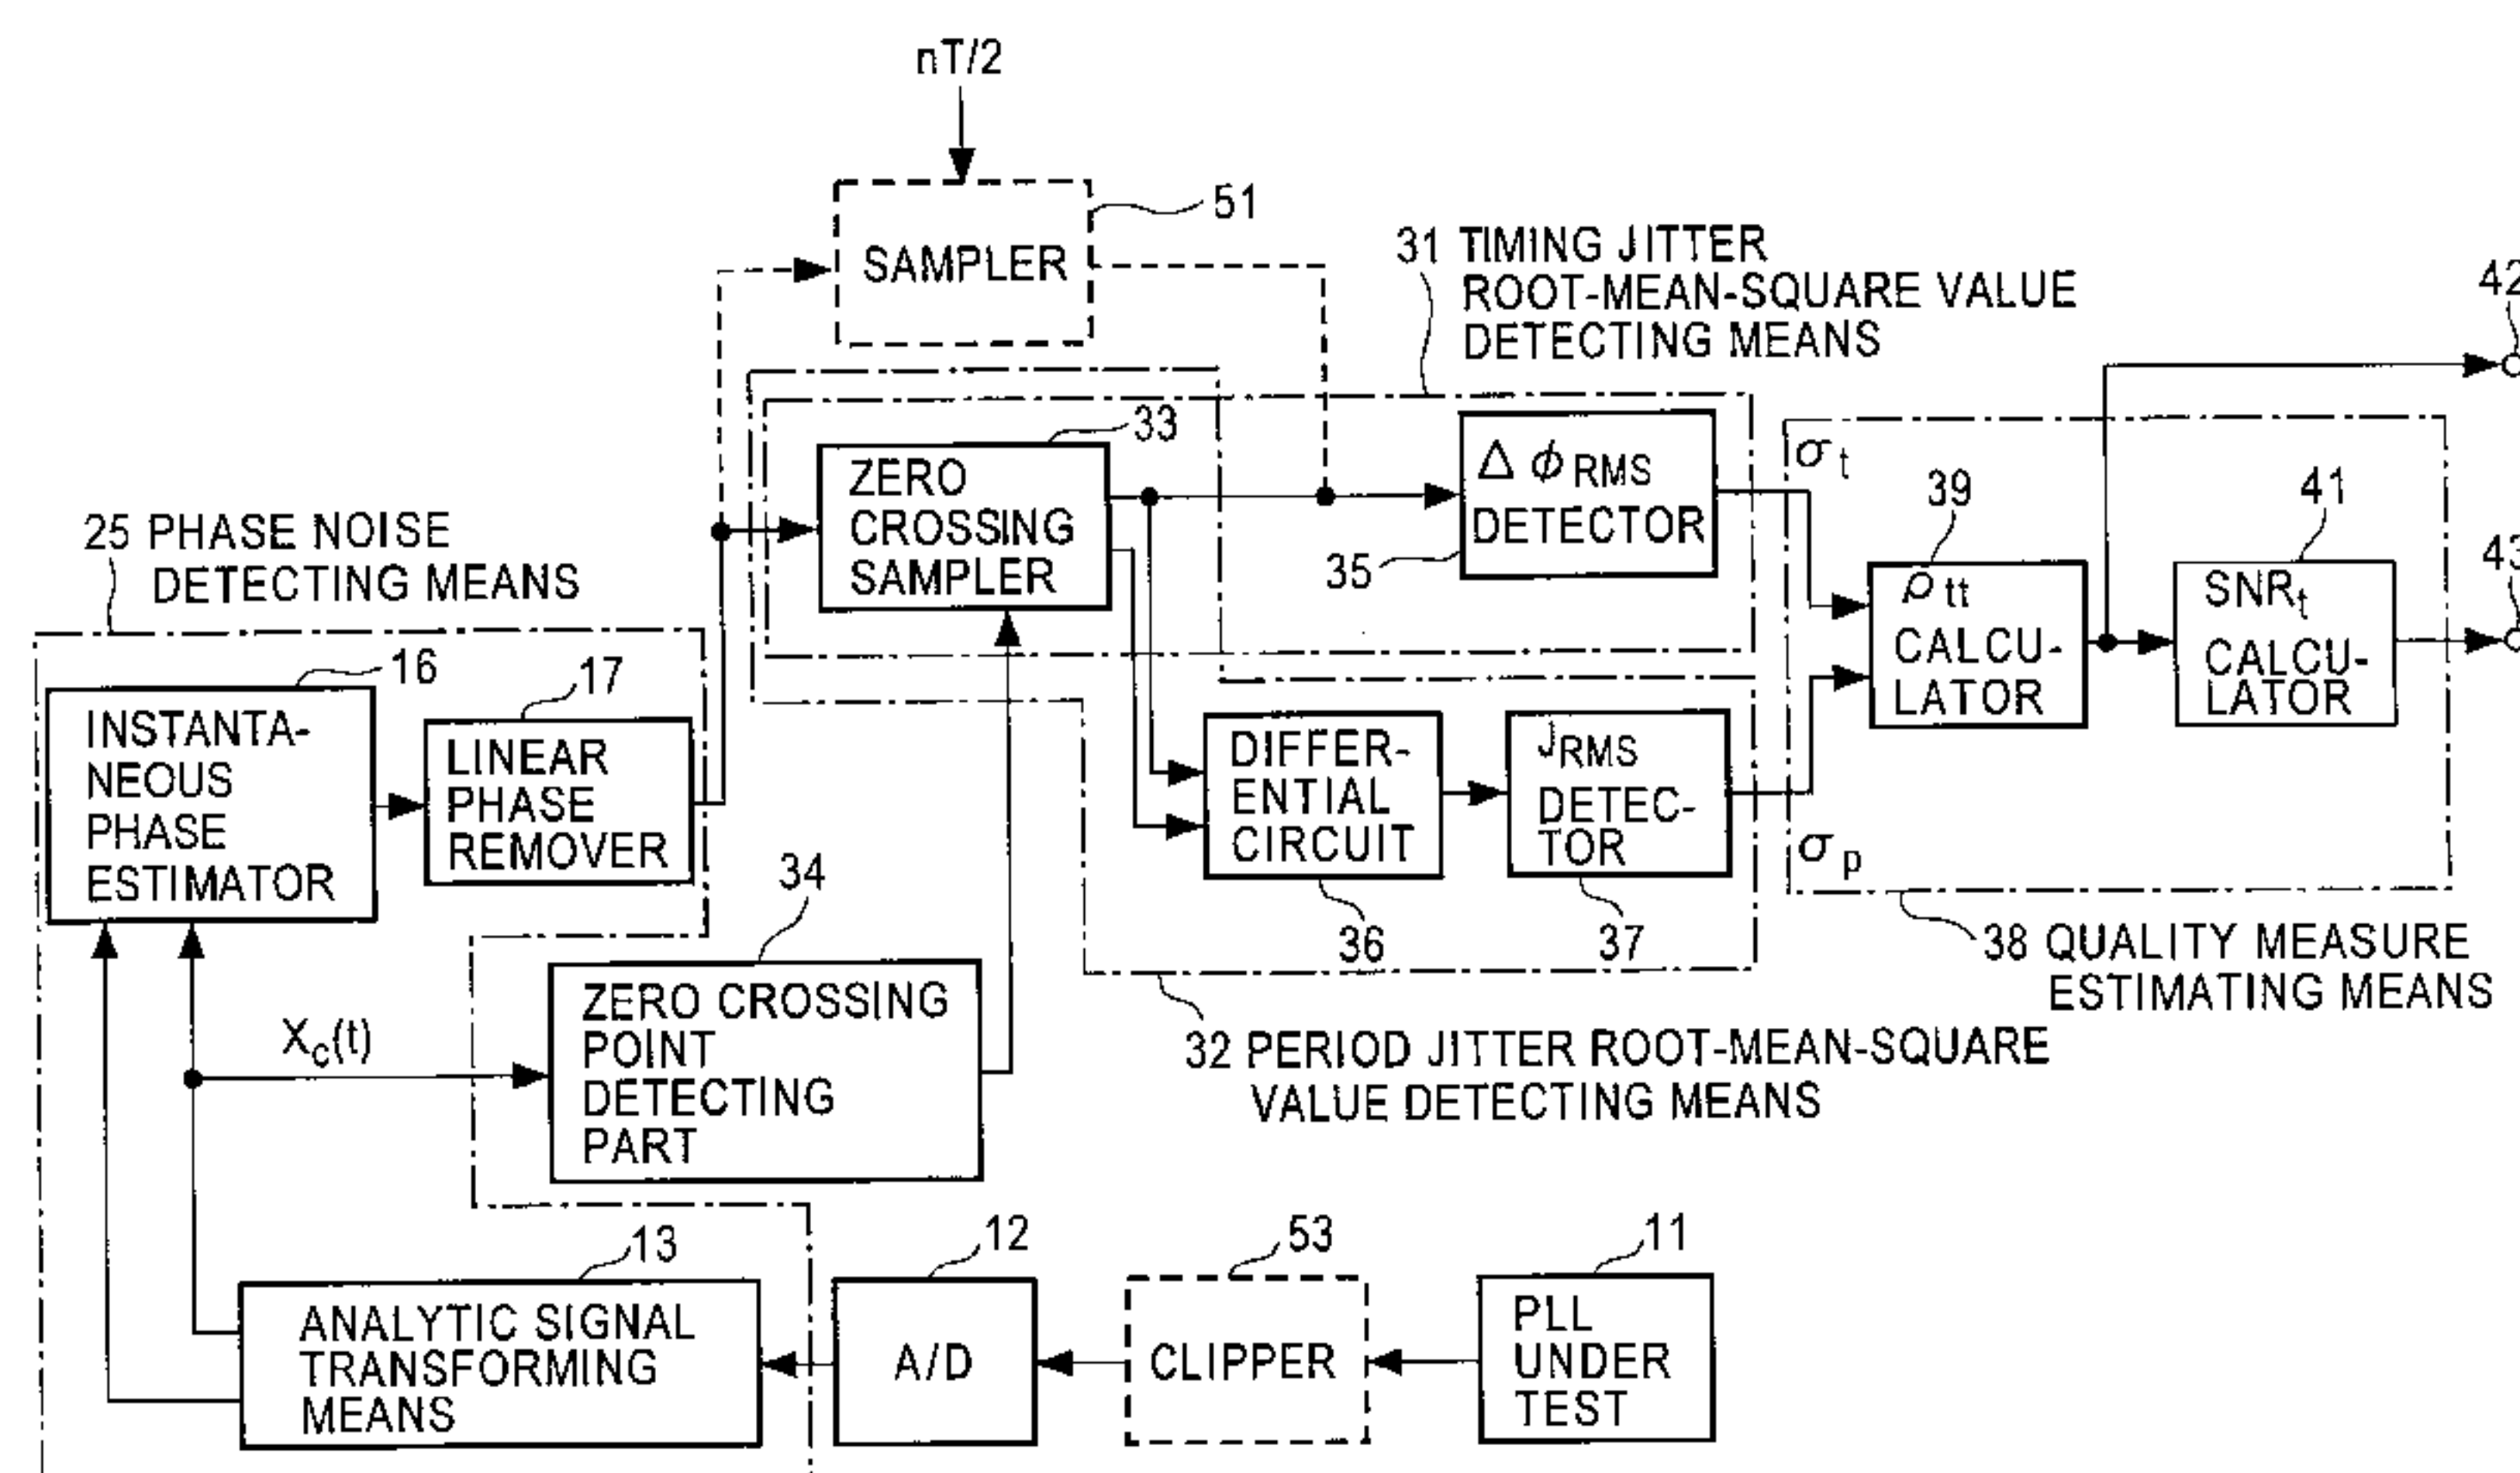 nT/2
SAMPLER
51
31 TIMING JITTER
ROOT-MEAN-SQUARE VALUE
DETECTING MEANS
42
33
ZERO
CROSSING
SAMPLER
Δ ϕRMS
DETECTOR
35
σt
39
ρtt
CALCU-
LATOR
41
SNRt
CALCU-
LATOR
43
25 PHASE NOISE
DETECTING MEANS
16
INSTANTA-
NEOUS
PHASE
ESTIMATOR
17
LINEAR
PHASE
REMOVER
DIFFER-
ENTIAL
CIRCUIT
36
JRMS
DETEC-
TOR
37
σp
38 QUALITY MEASURE
ESTIMATING MEANS
34
ZERO CROSSING
POINT
DETECTING
PART
Xc(t)
32 PERIOD JITTER ROOT-MEAN-SQUARE
VALUE DETECTING MEANS
13
ANALYTIC SIGNAL
TRANSFORMING
MEANS
12
A/D
53
CLIPPER
11
PLL
UNDER
TEST